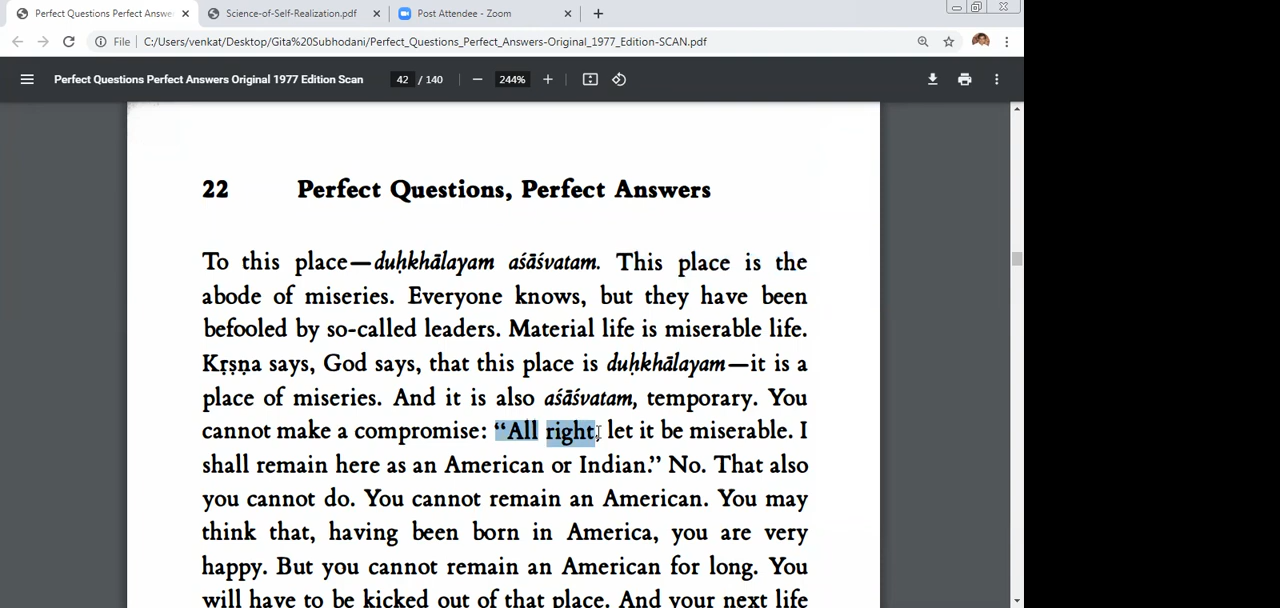 Perfect Questions Perfect Answe
Science-of-Self-Realization.pdf
Post Attendee - Zoom
File C:/Users/venkat/Desktop/Gita%20Subhodani/Perfect_Questions_Perfect_Answers-Original_1977_Edition-SCAN.pdf
Perfect Questions Perfect Answers Original 1977 Edition Scan 42 / 140 244%
22 Perfect Questions, Perfect Answers
To this place—duḥkhālayam aśāśvatam. This place is the
abode of miseries. Everyone knows, but they have been
befooled by so-called leaders. Material life is miserable life.
Kṛṣṇa says, God says, that this place is duḥkhālayam—it is a
place of miseries. And it is also aśāśvatam, temporary. You
cannot make a compromise: “All right, let it be miserable. I
shall remain here as an American or Indian.” No. That also
you cannot do. You cannot remain an American. You may
think that, having been born in America, you are very
happy. But you cannot remain an American for long. You
will have to be kicked out of that place. And your next life